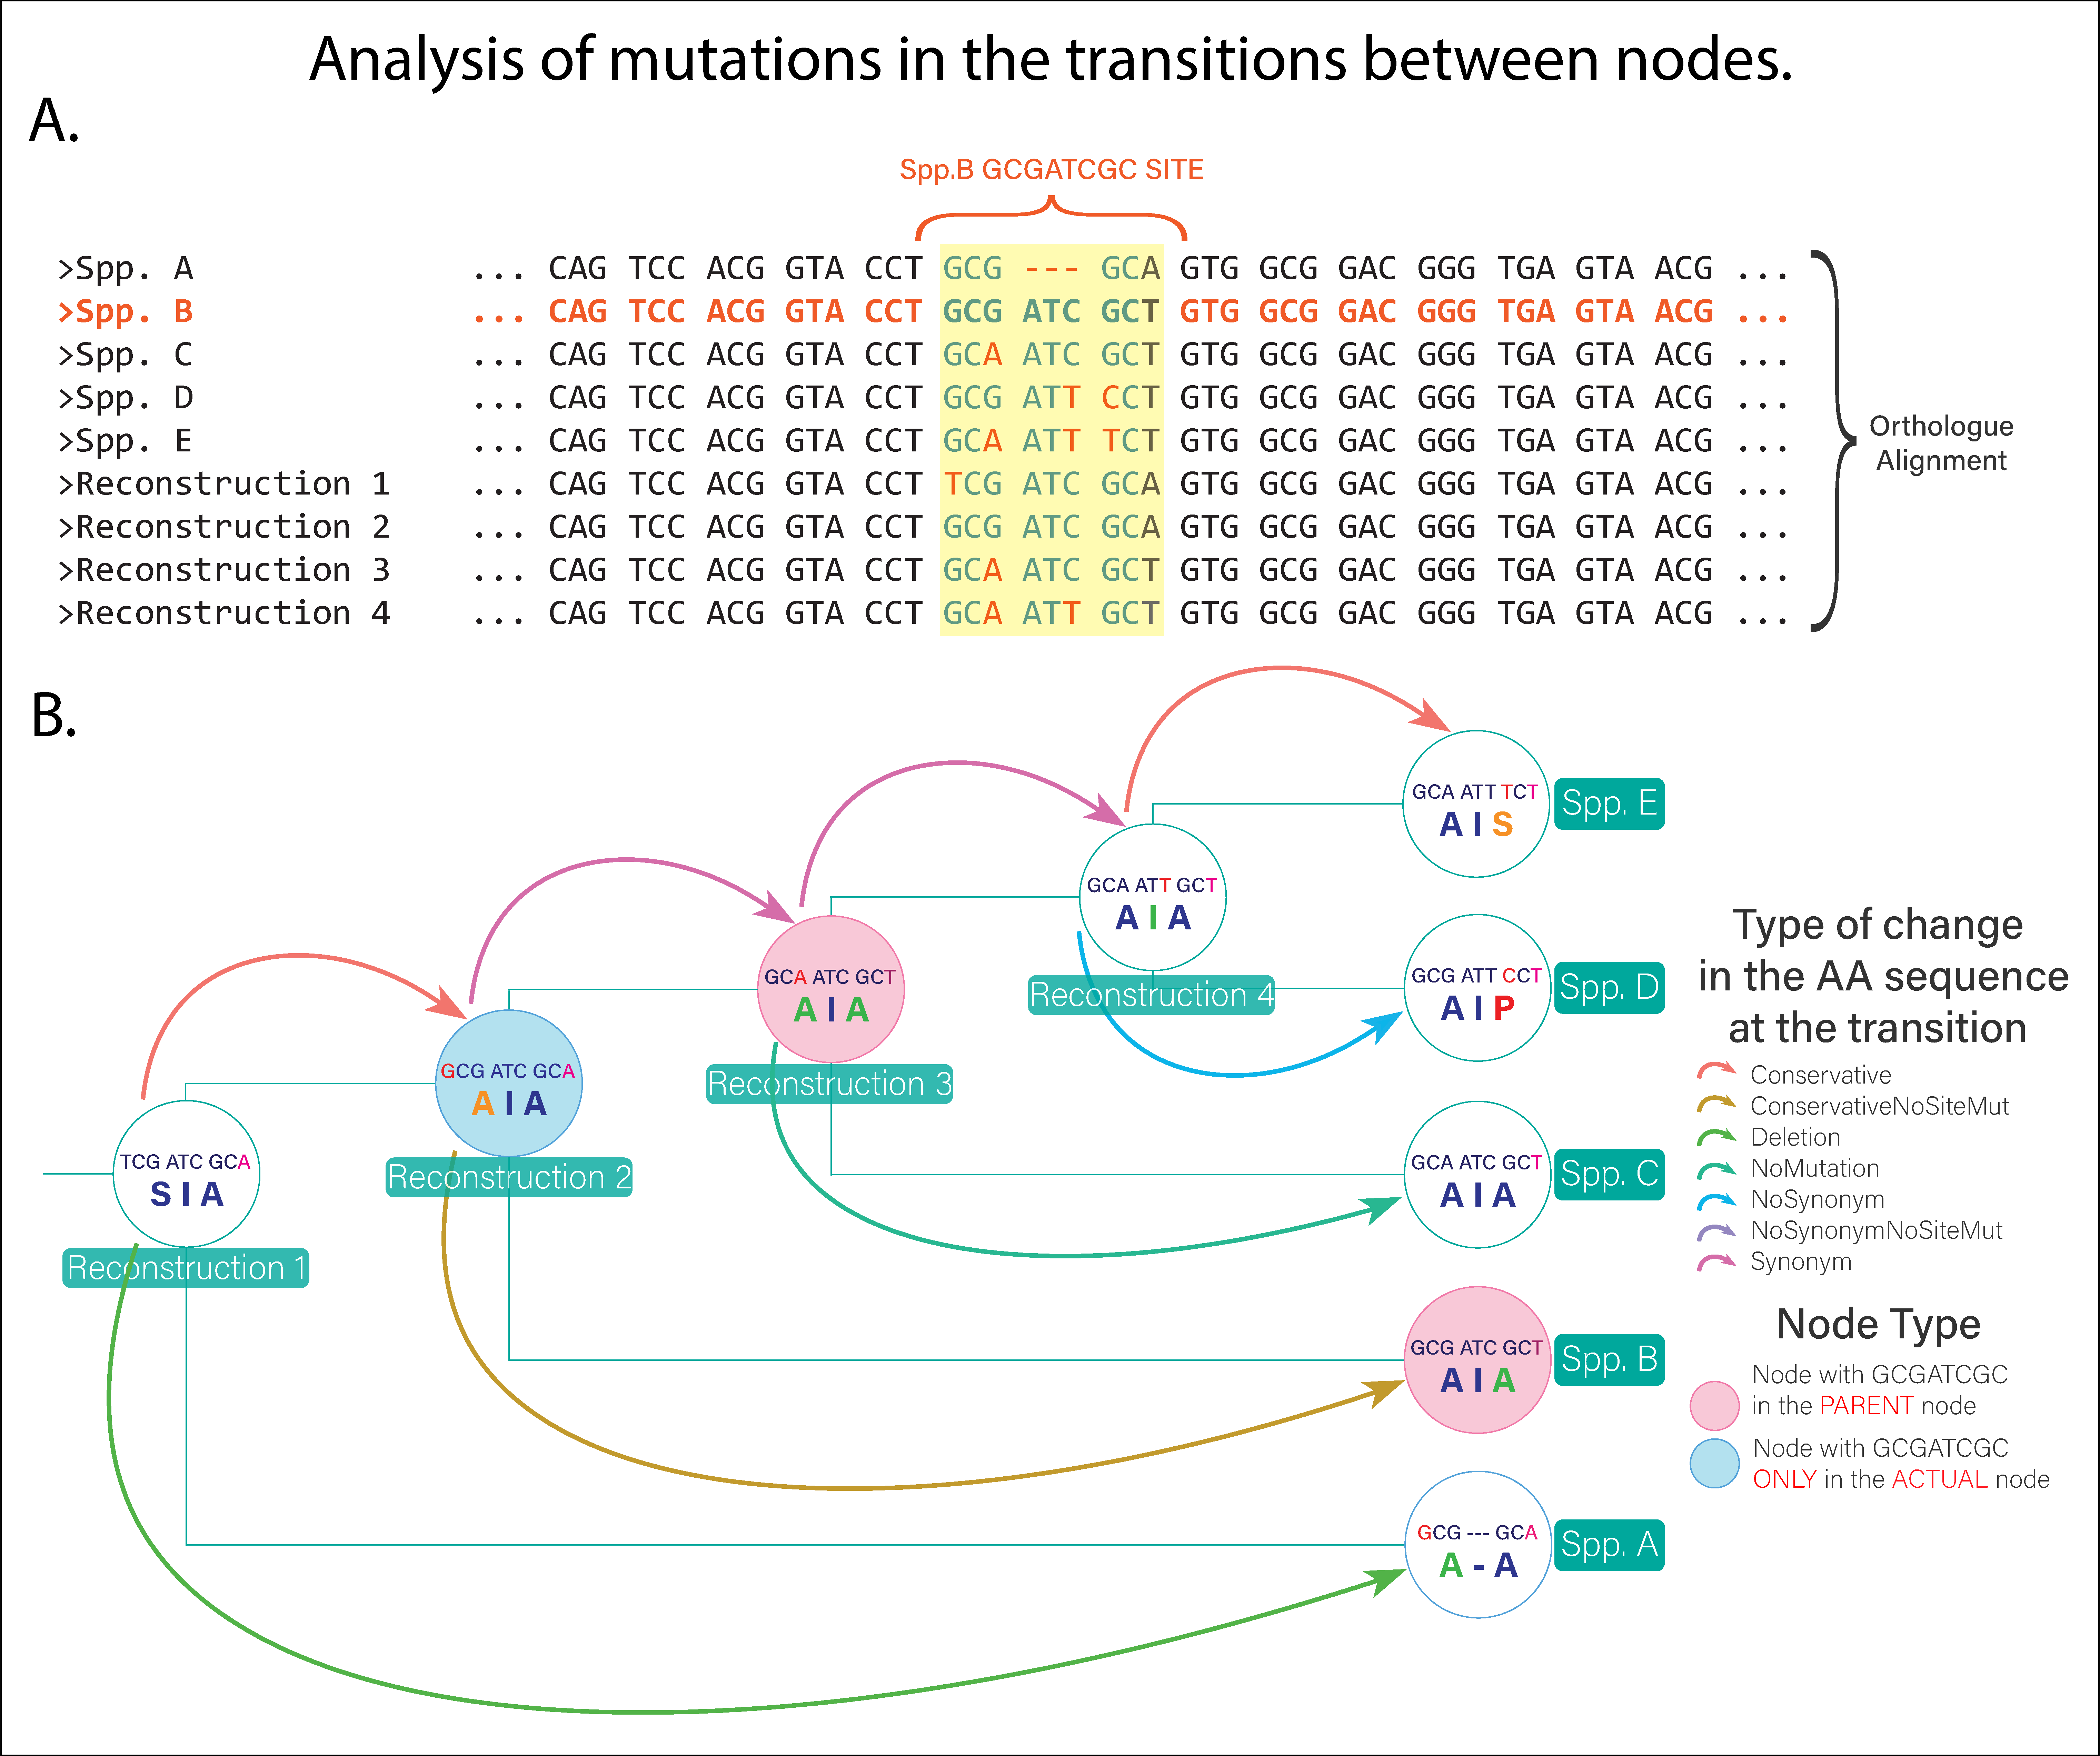 Analysis of mutations in the transitions between nodes.
A.
Spp.B GCGATCGC SITE
>Spp. A ... CAG TCC ACG GTA CCT GCG --- GCA GTG GCG GAC GGG TGA GTA ACG ...
>Spp. B ... CAG TCC ACG GTA CCT GCG ATC GCT GTG GCG GAC GGG TGA GTA ACG ...
>Spp. C ... CAG TCC ACG GTA CCT GCA ATC GCT GTG GCG GAC GGG TGA GTA ACG ...
>Spp. D ... CAG TCC ACG GTA CCT GCG ATT CCT GTG GCG GAC GGG TGA GTA ACG ...
>Spp. E ... CAG TCC ACG GTA CCT GCA ATT TCT GTG GCG GAC GGG TGA GTA ACG ...
>Reconstruction 1 ... CAG TCC ACG GTA CCT TCG ATC GCA GTG GCG GAC GGG TGA GTA ACG ...
>Reconstruction 2 ... CAG TCC ACG GTA CCT GCG ATC GCA GTG GCG GAC GGG TGA GTA ACG ...
>Reconstruction 3 ... CAG TCC ACG GTA CCT GCA ATC GCT GTG GCG GAC GGG TGA GTA ACG ...
>Reconstruction 4 ... CAG TCC ACG GTA CCT GCA ATT GCT GTG GCG GAC GGG TGA GTA ACG ...
Orthologue
Alignment
B.
GCA ATT TCT
A I S
Spp. E
GCA ATT GCT
A I A
Reconstruction 4
GCG ATT CCT
A I P
Spp. D
GCA ATC GCT
A I A
Reconstruction 3
GCG ATC GCA
A I A
Reconstruction 2
GCA ATC GCT
A I A
Spp. C
TCG ATC GCA
S I A
Reconstruction 1
GCG ATC GCT
A I A
Spp. B
GCG --- GCA
A - A
Spp. A
Type of change
in the AA sequence
at the transition
Conservative
ConservativeNoSiteMut
Deletion
NoMutation
NoSynonym
NoSynonymNoSiteMut
Synonym
Node Type
Node with GCGATCGC
in the PARENT node
Node with GCGATCGC
ONLY in the ACTUAL node